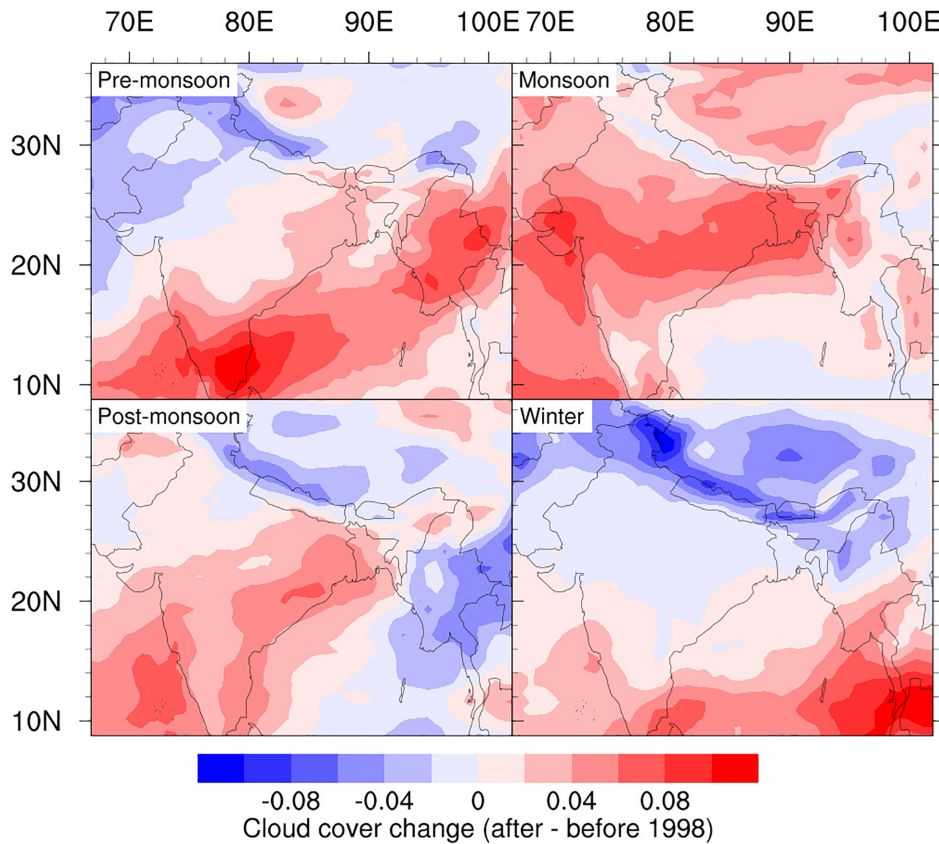 70E 80E 90E 100E 70E 80E 90E 100E
Pre-monsoon Monsoon
30N
20N
10N
Post-monsoon Winter
30N
20N
10N
-0.08 -0.04 0 0.04 0.08
Cloud cover change (after - before 1998)